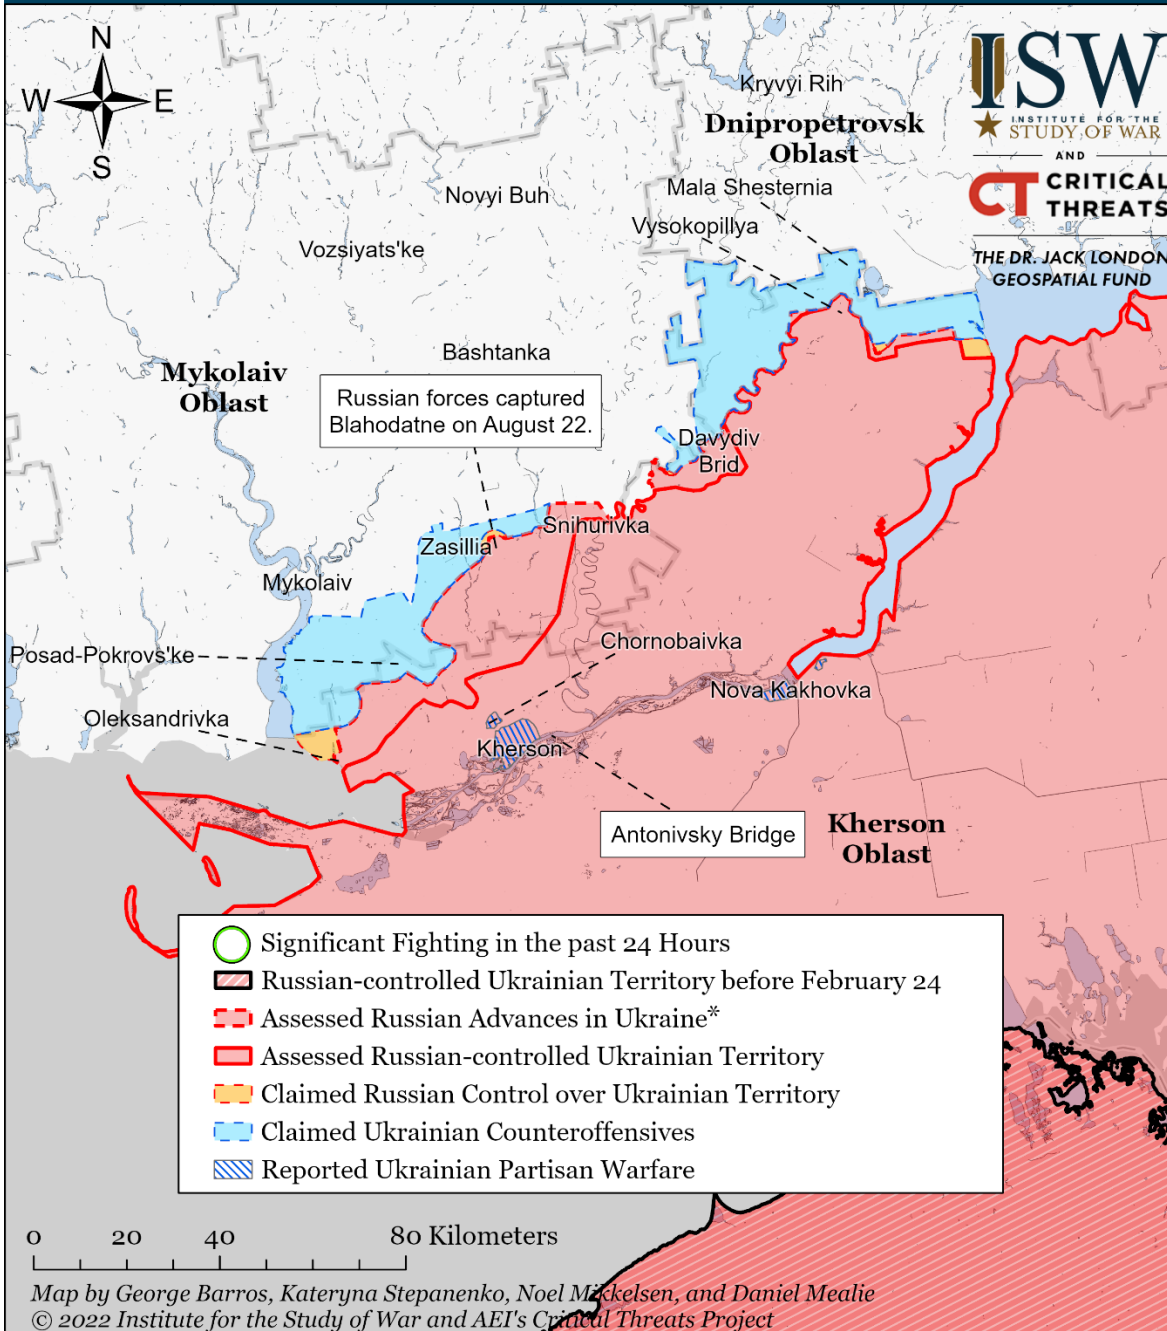 N
W E
S
Kryvyi Rih
Dnipropetrovsk
Oblast
ISW
INSTITUTE FOR THE
STUDY OF WAR
AND
CT CRITICAL
THREATS
THE DR. JACK LONDON
GEOSPATIAL FUND
Mala Shesternia
Novyi Buh
Vysokopillya
Vozsiyats'ke
Bashtanka
Mykolaiv
Oblast
Russian forces captured
Blahodatne on August 22.
Davydiv
Brid
Snihurivka
Zasillia
Mykolaiv
Chornobaivka
Posad-Pokrovs'ke
Nova Kakhovka
Oleksandrivka
Kherson
Antonivsky Bridge
Kherson
Oblast
Significant Fighting in the past 24 Hours
Russian-controlled Ukrainian Territory before February 24
Assessed Russian Advances in Ukraine*
Assessed Russian-controlled Ukrainian Territory
Claimed Russian Control over Ukrainian Territory
Claimed Ukrainian Counteroffensives
Reported Ukrainian Partisan Warfare
0 20 40 80 Kilometers
Map by George Barros, Kateryna Stepanenko, Noel Mikkelsen, and Daniel Mealie
© 2022 Institute for the Study of War and AEI's Critical Threats Project